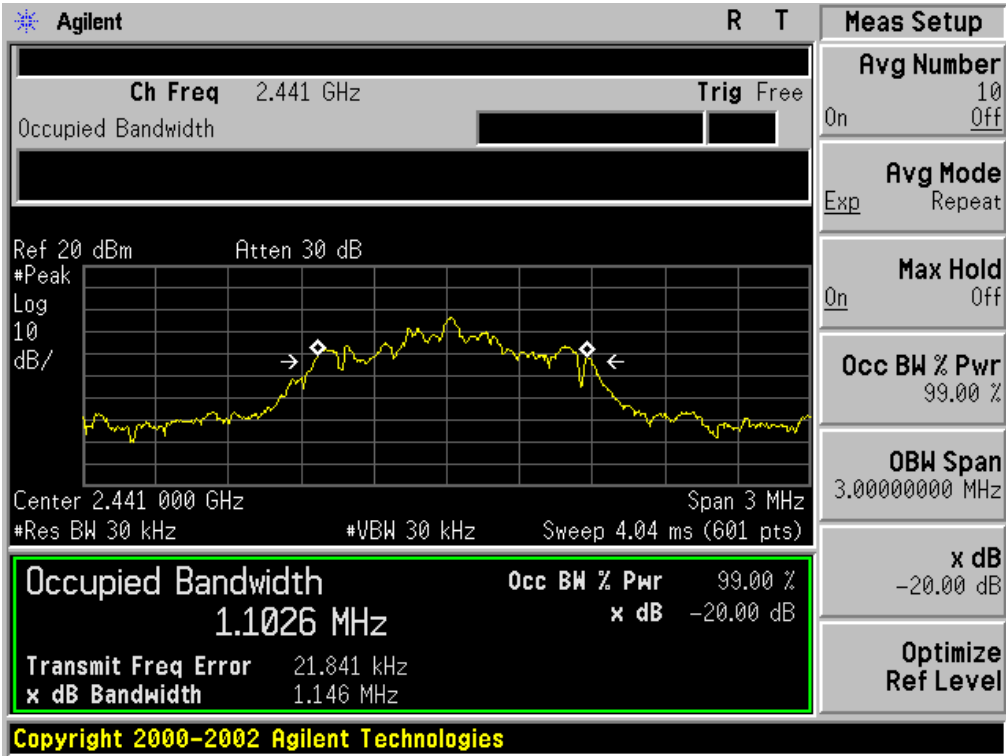 Agilent R T
Ch Freq 2.441 GHz Trig Free
Occupied Bandwidth
Ref 20 dBm Atten 30 dB
#Peak
Log
10
dB/
Center 2.441 000 GHz Span 3 MHz
#Res BW 30 kHz #VBW 30 kHz Sweep 4.04 ms (601 pts)
Occupied Bandwidth Occ BW % Pwr 99.00 %
1.1026 MHz x dB -20.00 dB
Transmit Freq Error 21.841 kHz
x dB Bandwidth 1.146 MHz
Copyright 2000-2002 Agilent Technologies
Meas Setup
Avg Number
10
On Off
Avg Mode
Exp Repeat
Max Hold
On Off
Occ BW % Pwr
99.00 %
OBW Span
3.00000000 MHz
x dB
-20.00 dB
Optimize
Ref Level